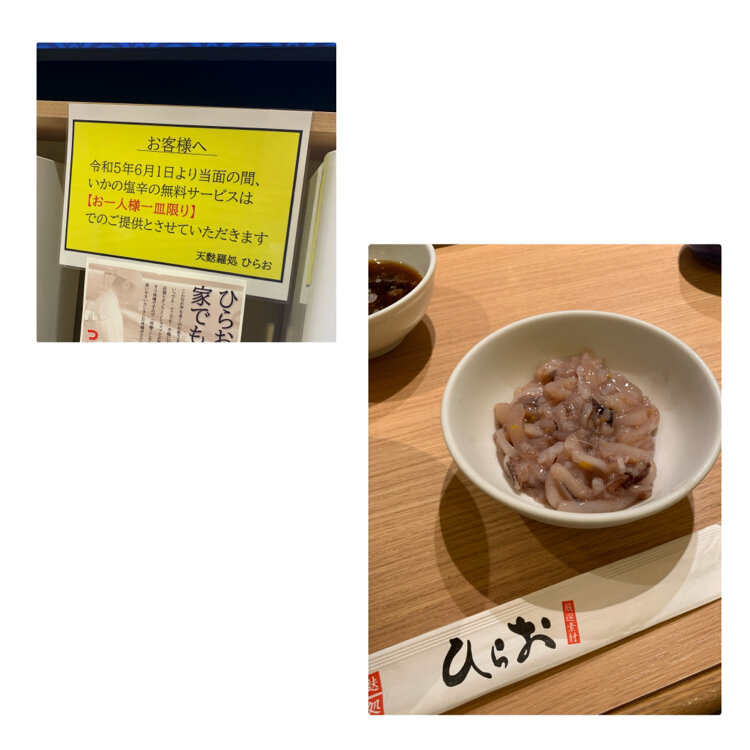 お客様へ
令和5年6月1日より当面の間、
いかの塩辛の無料サービスは
【お一人様一皿限り】
でのご提供とさせていただきます
天麩羅処 ひらお
ひらお
家でも
つ
ひらお
厳選素材
処